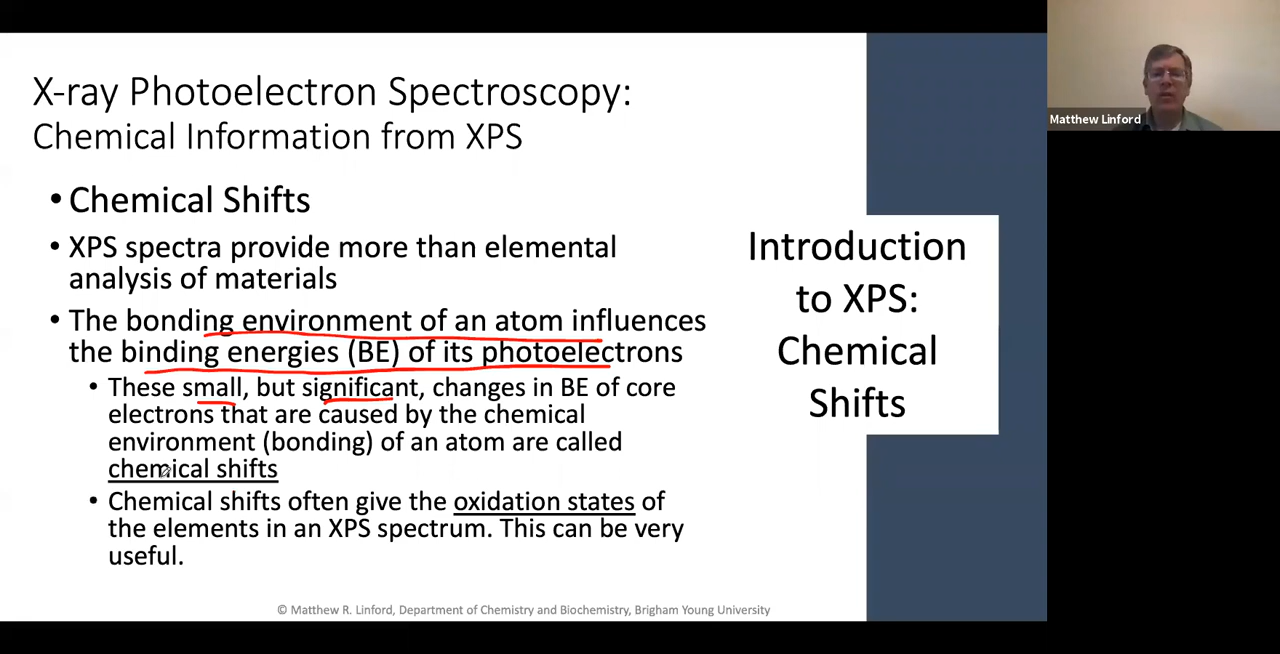 X-ray Photoelectron Spectroscopy:
Chemical Information from XPS
• Chemical Shifts
• XPS spectra provide more than elemental
analysis of materials
• The bonding environment of an atom influences
the binding energies (BE) of its photoelectrons
• These small, but significant, changes in BE of core
electrons that are caused by the chemical
environment (bonding) of an atom are called
chemical shifts
• Chemical shifts often give the oxidation states of
the elements in an XPS spectrum. This can be very
useful.
© Matthew R. Linford, Department of Chemistry and Biochemistry, Brigham Young University
Introduction
to XPS:
Chemical
Shifts
Matthew Linford